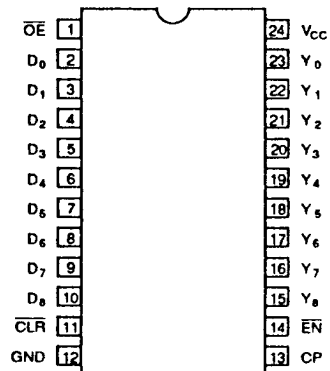 OE 1 24 VCC
D0 2 23 Y0
D1 3 22 Y1
D2 4 21 Y2
D3 5 20 Y3
D4 6 19 Y4
D5 7 18 Y5
D6 8 17 Y6
D7 9 16 Y7
D8 10 15 Y8
CLR 11 14 EN
GND 12 13 CP